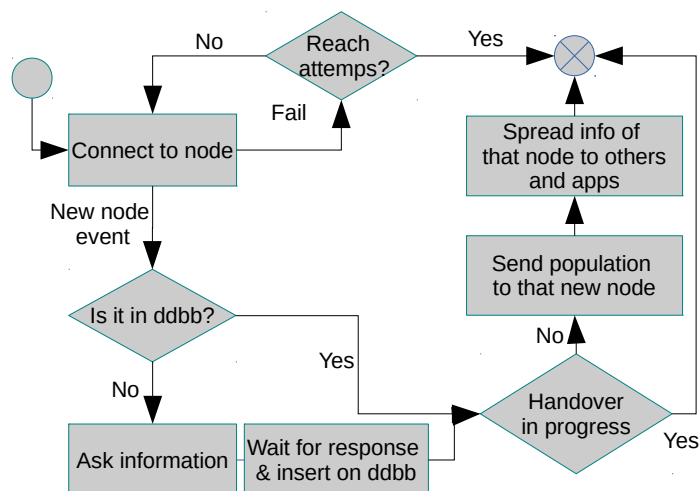 No
Reach
attemps?
Yes
Fail
Connect to node
Spread info of
that node to others
and apps
New node
event
Send population
to that new node
Is it in ddbb?
Yes
No
No
Handover
in progress
Yes
Ask information
Wait for response
& insert on ddbb